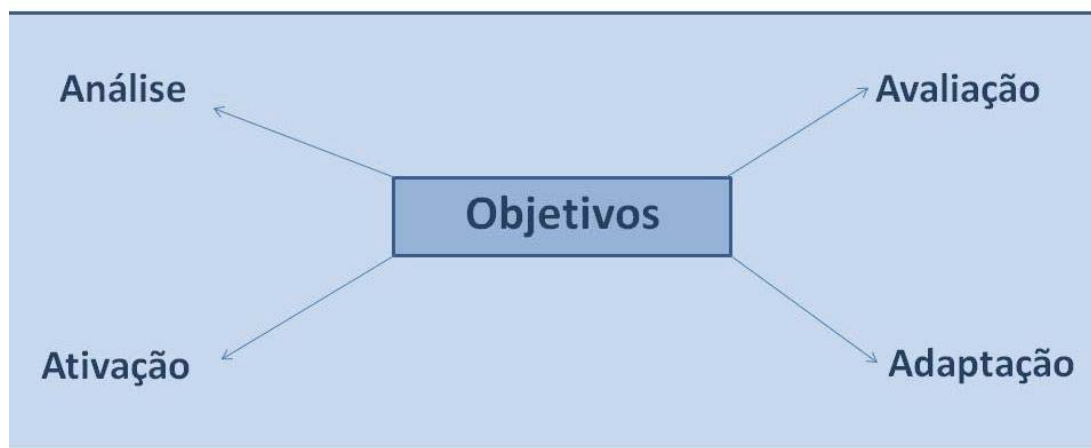 Análise
Avaliação
Objetivos
Ativação
Adaptação